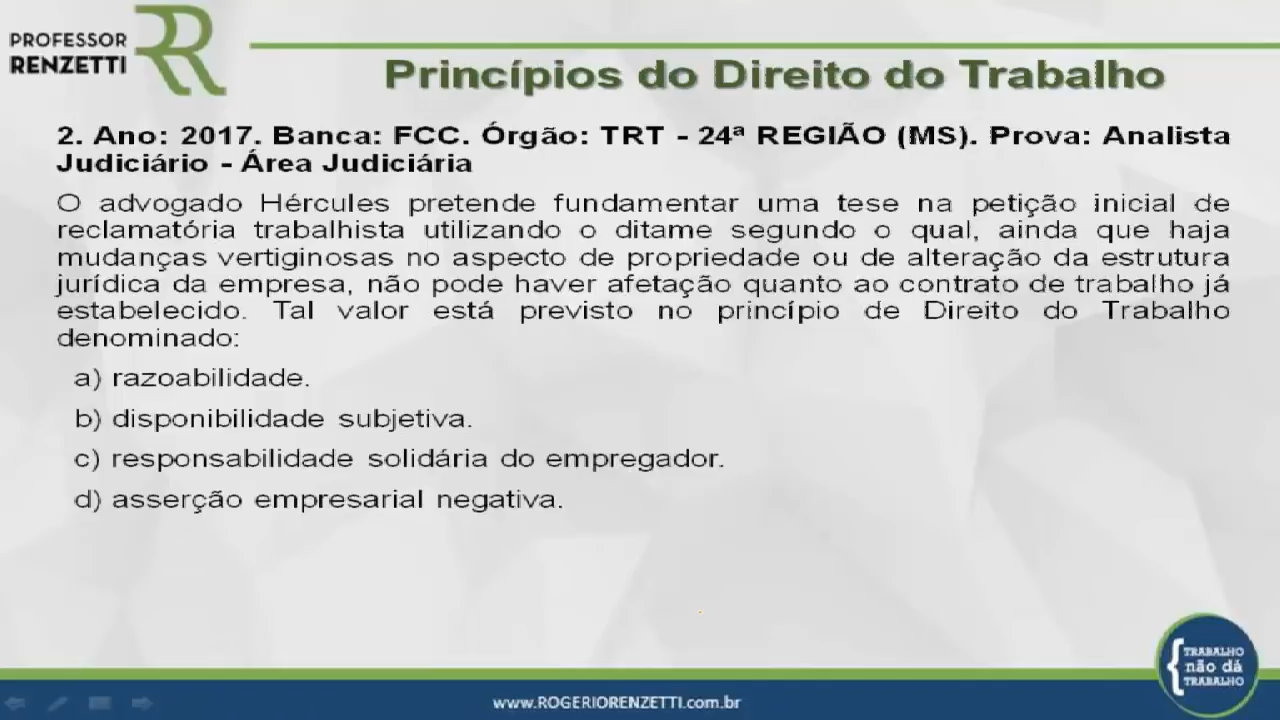 PROFESSOR
RENZETTI
Princípios do Direito do Trabalho
2. Ano: 2017. Banca: FCC. Órgão: TRT - 24ª REGIÃO (MS). Prova: Analista
Judiciário - Área Judiciária
O advogado Hércules pretende fundamentar uma tese na petição inicial de
reclamatória trabalhista utilizando o ditame segundo o qual, ainda que haja
mudanças vertiginosas no aspecto de propriedade ou de alteração da estrutura
jurídica da empresa, não pode haver afetação quanto ao contrato de trabalho já
estabelecido. Tal valor está previsto no princípio de Direito do Trabalho
denominado:
a) razoabilidade.
b) disponibilidade subjetiva.
c) responsabilidade solidária do empregador.
d) asserção empresarial negativa.
TRABALHO
não dá
TRABALHO
www.ROGERIORENZETTI.com.br